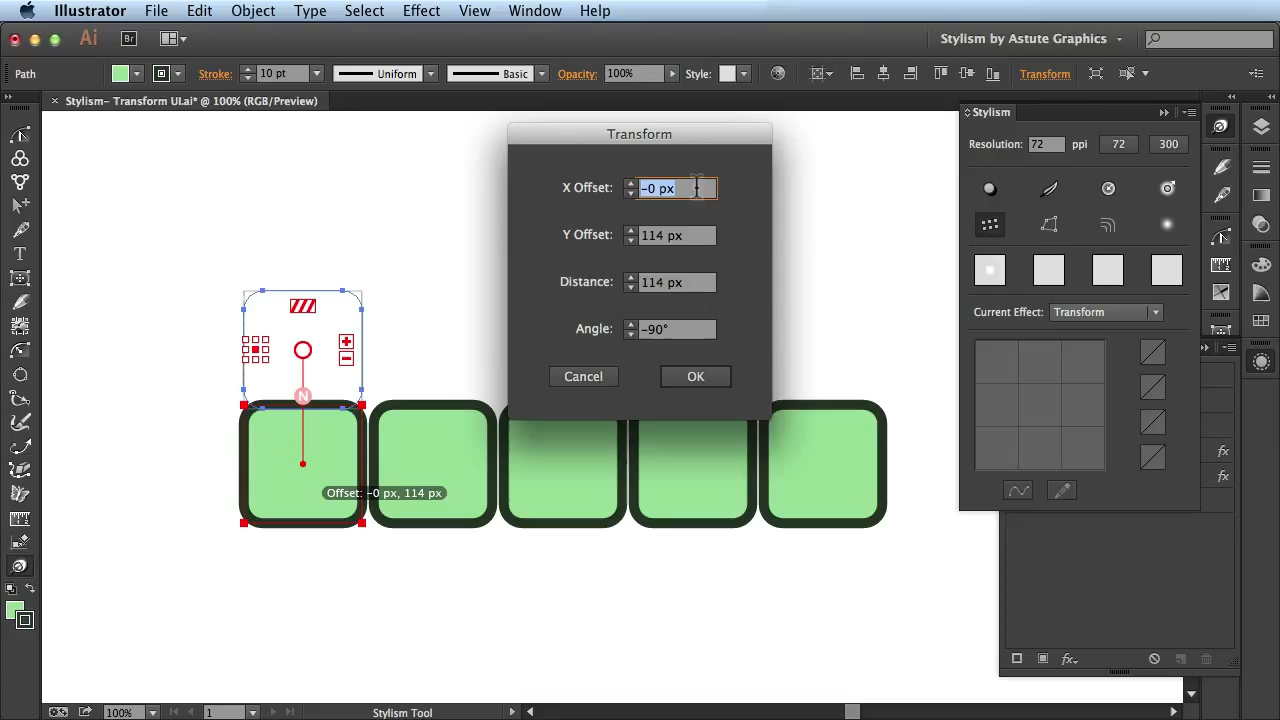 Illustrator File Edit Object Type Select Effect View Window Help
Ai Br Stylism by Astute Graphics
Path Stroke: 10 pt Uniform Basic Opacity: 100% Style: Transform
× Stylism– Transform UI.ai* @ 100% (RGB/Preview)
Transform
X Offset: –0 px
Y Offset: 114 px
Distance: 114 px
Angle: –90°
Cancel OK
N
Offset: –0 px, 114 px
Stylism
Resolution: 72 ppi 72 300
Current Effect: Transform
fx
fx
fx
T
100% 1 Stylism Tool